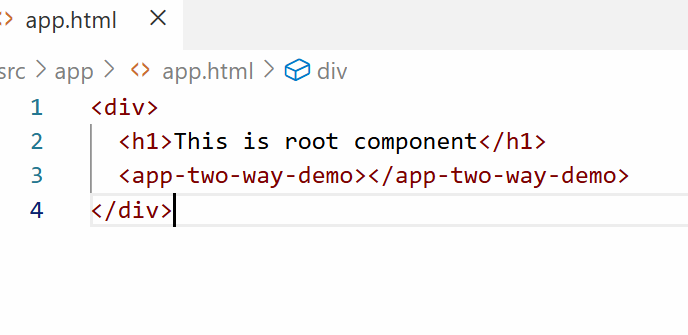 <> app.html ×
src > app > <> app.html > div
1 <div>
2   <h1>This is root component</h1>
3   <app-two-way-demo></app-two-way-demo>
4 </div>